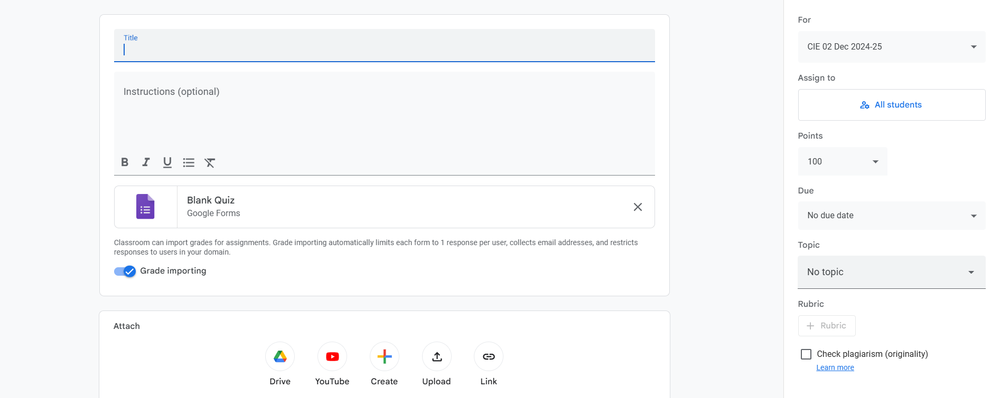 Title
Instructions (optional)
B I U
Blank Quiz
Google Forms
Classroom can import grades for assignments. Grade importing automatically limits each form to 1 response per user, collects email addresses, and restricts
responses to users in your domain.
Grade importing
Attach
Drive
YouTube
Create
Upload
Link
For
CIE 02 Dec 2024-25
Assign to
All students
Points
100
Due
No due date
Topic
No topic
Rubric
Rubric
Check plagiarism (originality)
Learn more